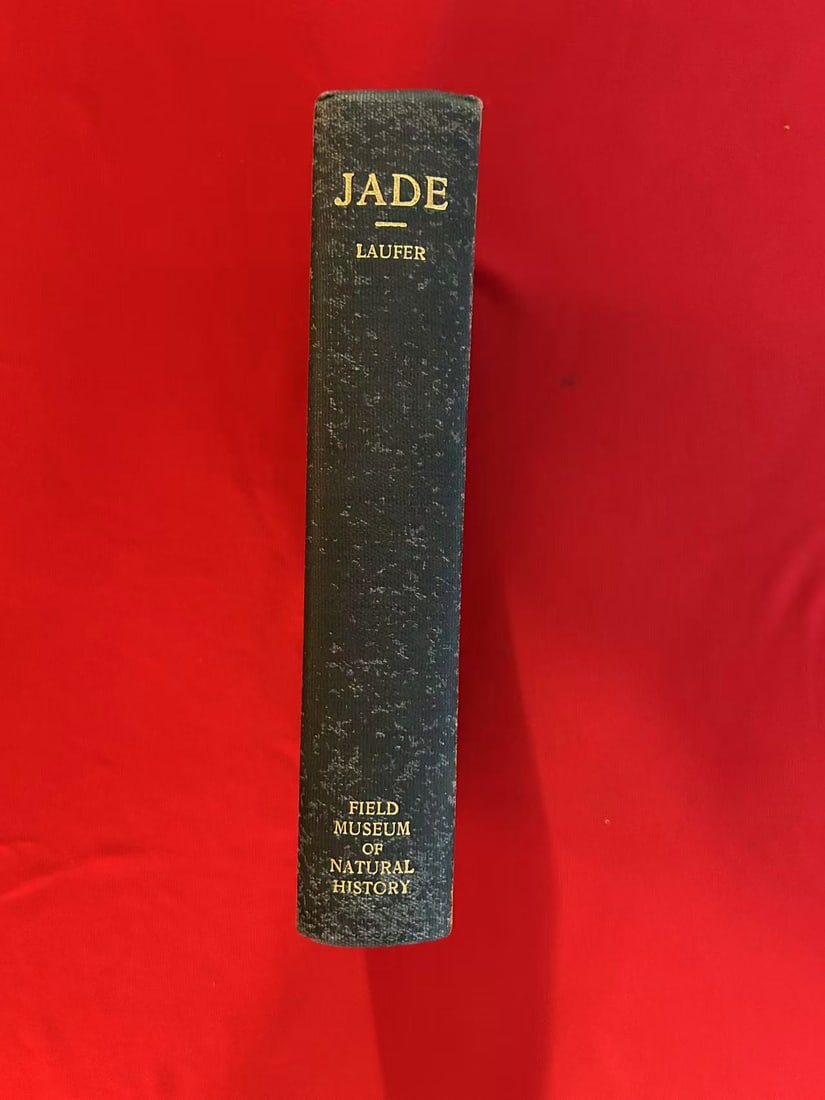 JADE
LAUFER
FIELD
MUSEUM
OF
NATURAL
HISTORY